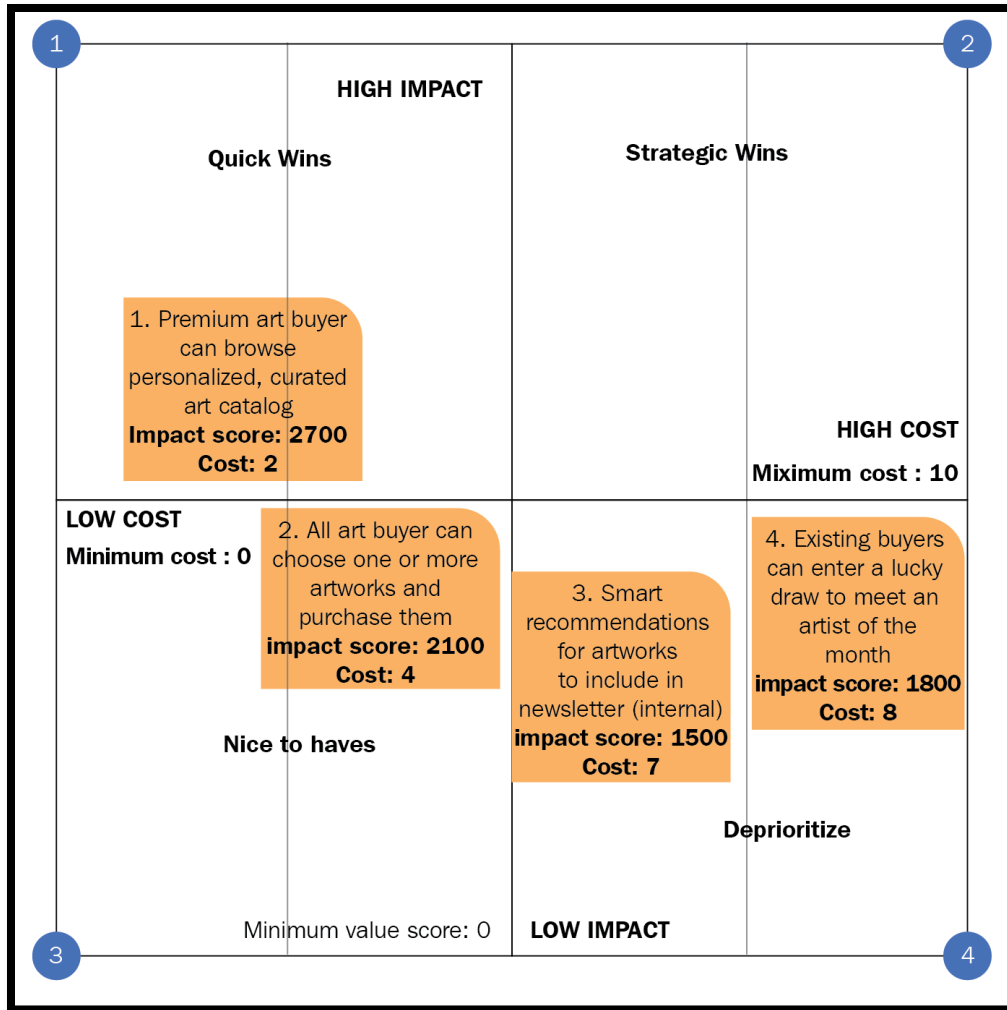 1
2
HIGH IMPACT
Quick Wins
Strategic Wins
1. Premium art buyer
can browse
personalized, curated
art catalog
Impact score: 2700
Cost: 2
HIGH COST
Miximum cost : 10
LOW COST
Minimum cost : 0
2. All art buyer can
choose one or more
artworks and
purchase them
impact score: 2100
Cost: 4
3. Smart
recommendations
for artworks
to include in
newsletter (internal)
impact score: 1500
Cost: 7
4. Existing buyers
can enter a lucky
draw to meet an
artist of the
month
impact score: 1800
Cost: 8
Nice to haves
Deprioritize
Minimum value score: 0
LOW IMPACT
3
4